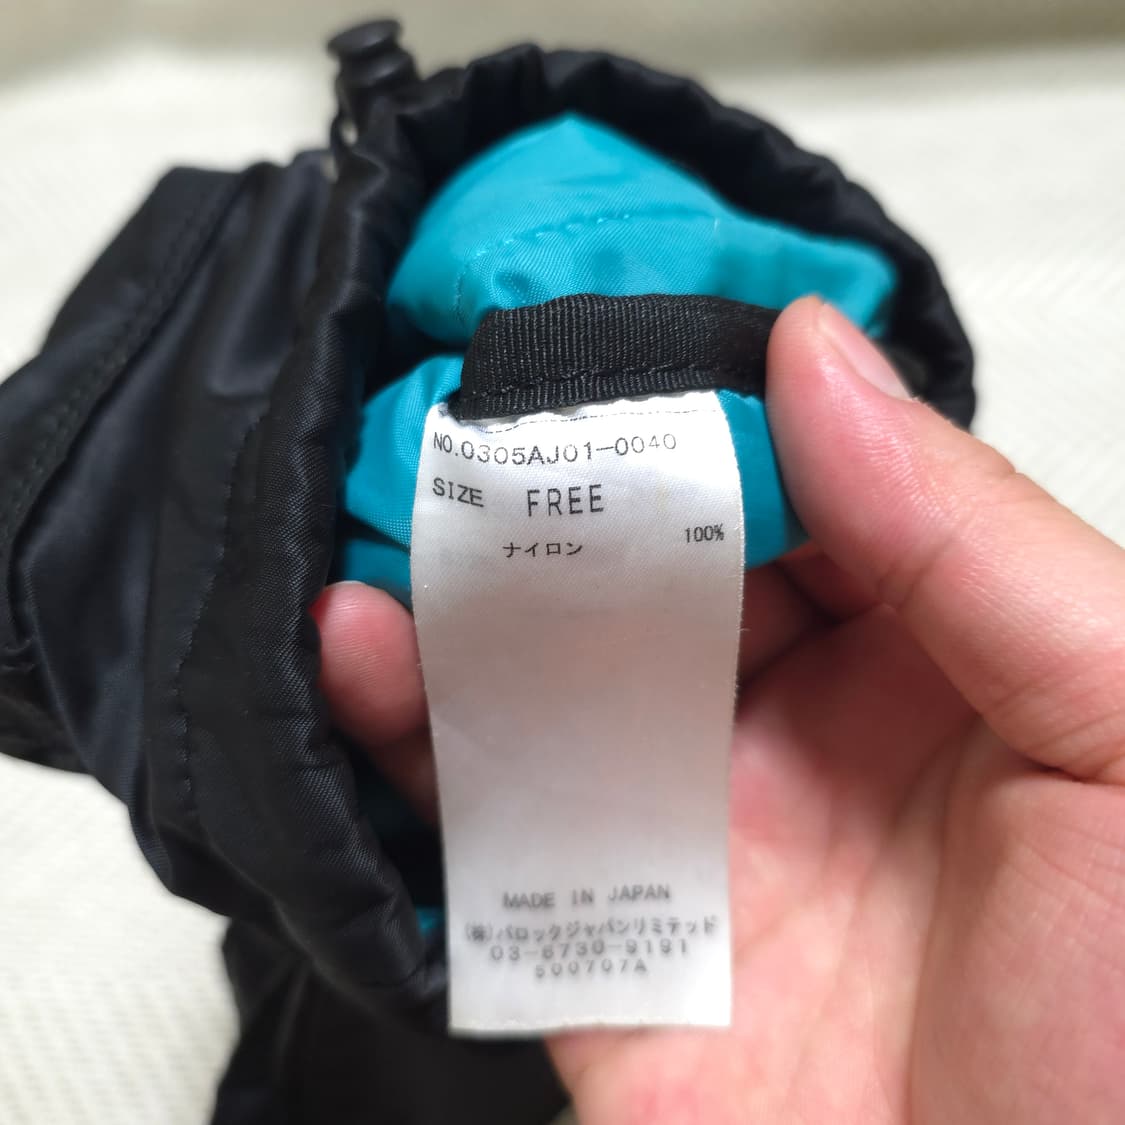 NO.0305AJ01-0040
SIZE FREE
ナイロン 100%
MADE IN JAPAN
(株)バロックジャパンリミテッド
03-6730-9191
500707A